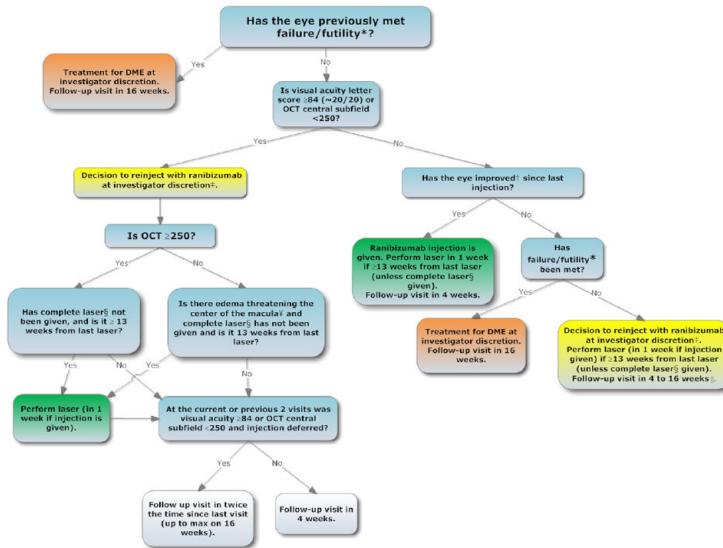 Has the eye previously met
failure/futility*?
Yes
No
Treatment for DME at
investigator discretion.
Follow-up visit in 16 weeks.
Is visual acuity letter
score ≥84 (~20/20) or
OCT central subfield
<250?
Yes
No
Decision to reinject with ranibizumab
at investigator discretion‡.
Has the eye improved† since last
injection?
Is OCT ≥250?
Yes
No
Yes
No
Ranibizumab injection is
given. Perform laser in 1 week
if ≥13 weeks from last laser
(unless complete laser§
given).
Follow-up visit in 4 weeks.
Has
failure/futility*
been met?
Has complete laser§ not
been given, and is it ≥ 13
weeks from last laser?
Is there edema threatening the
center of the macula¥ and
complete laser§ has not been
given and is it 13 weeks from last
laser?
Yes
No
Treatment for DME at
investigator discretion.
Follow-up visit in 16
weeks.
Decision to reinject with ranibizumab
at investigator discretion‡.
Perform laser (in 1 week if injection
given) if ≥13 weeks from last laser
(unless complete laser§ given).
Follow-up visit in 4 to 16 weeks
Yes
No
Yes
No
Perform laser (in 1
week if injection is
given).
At the current or previous 2 visits was
visual acuity ≥84 or OCT central
subfield <250 and injection deferred?
Yes
No
Follow up visit in twice
the time since last visit
(up to max on 16
weeks).
Follow-up visit in
4 weeks.